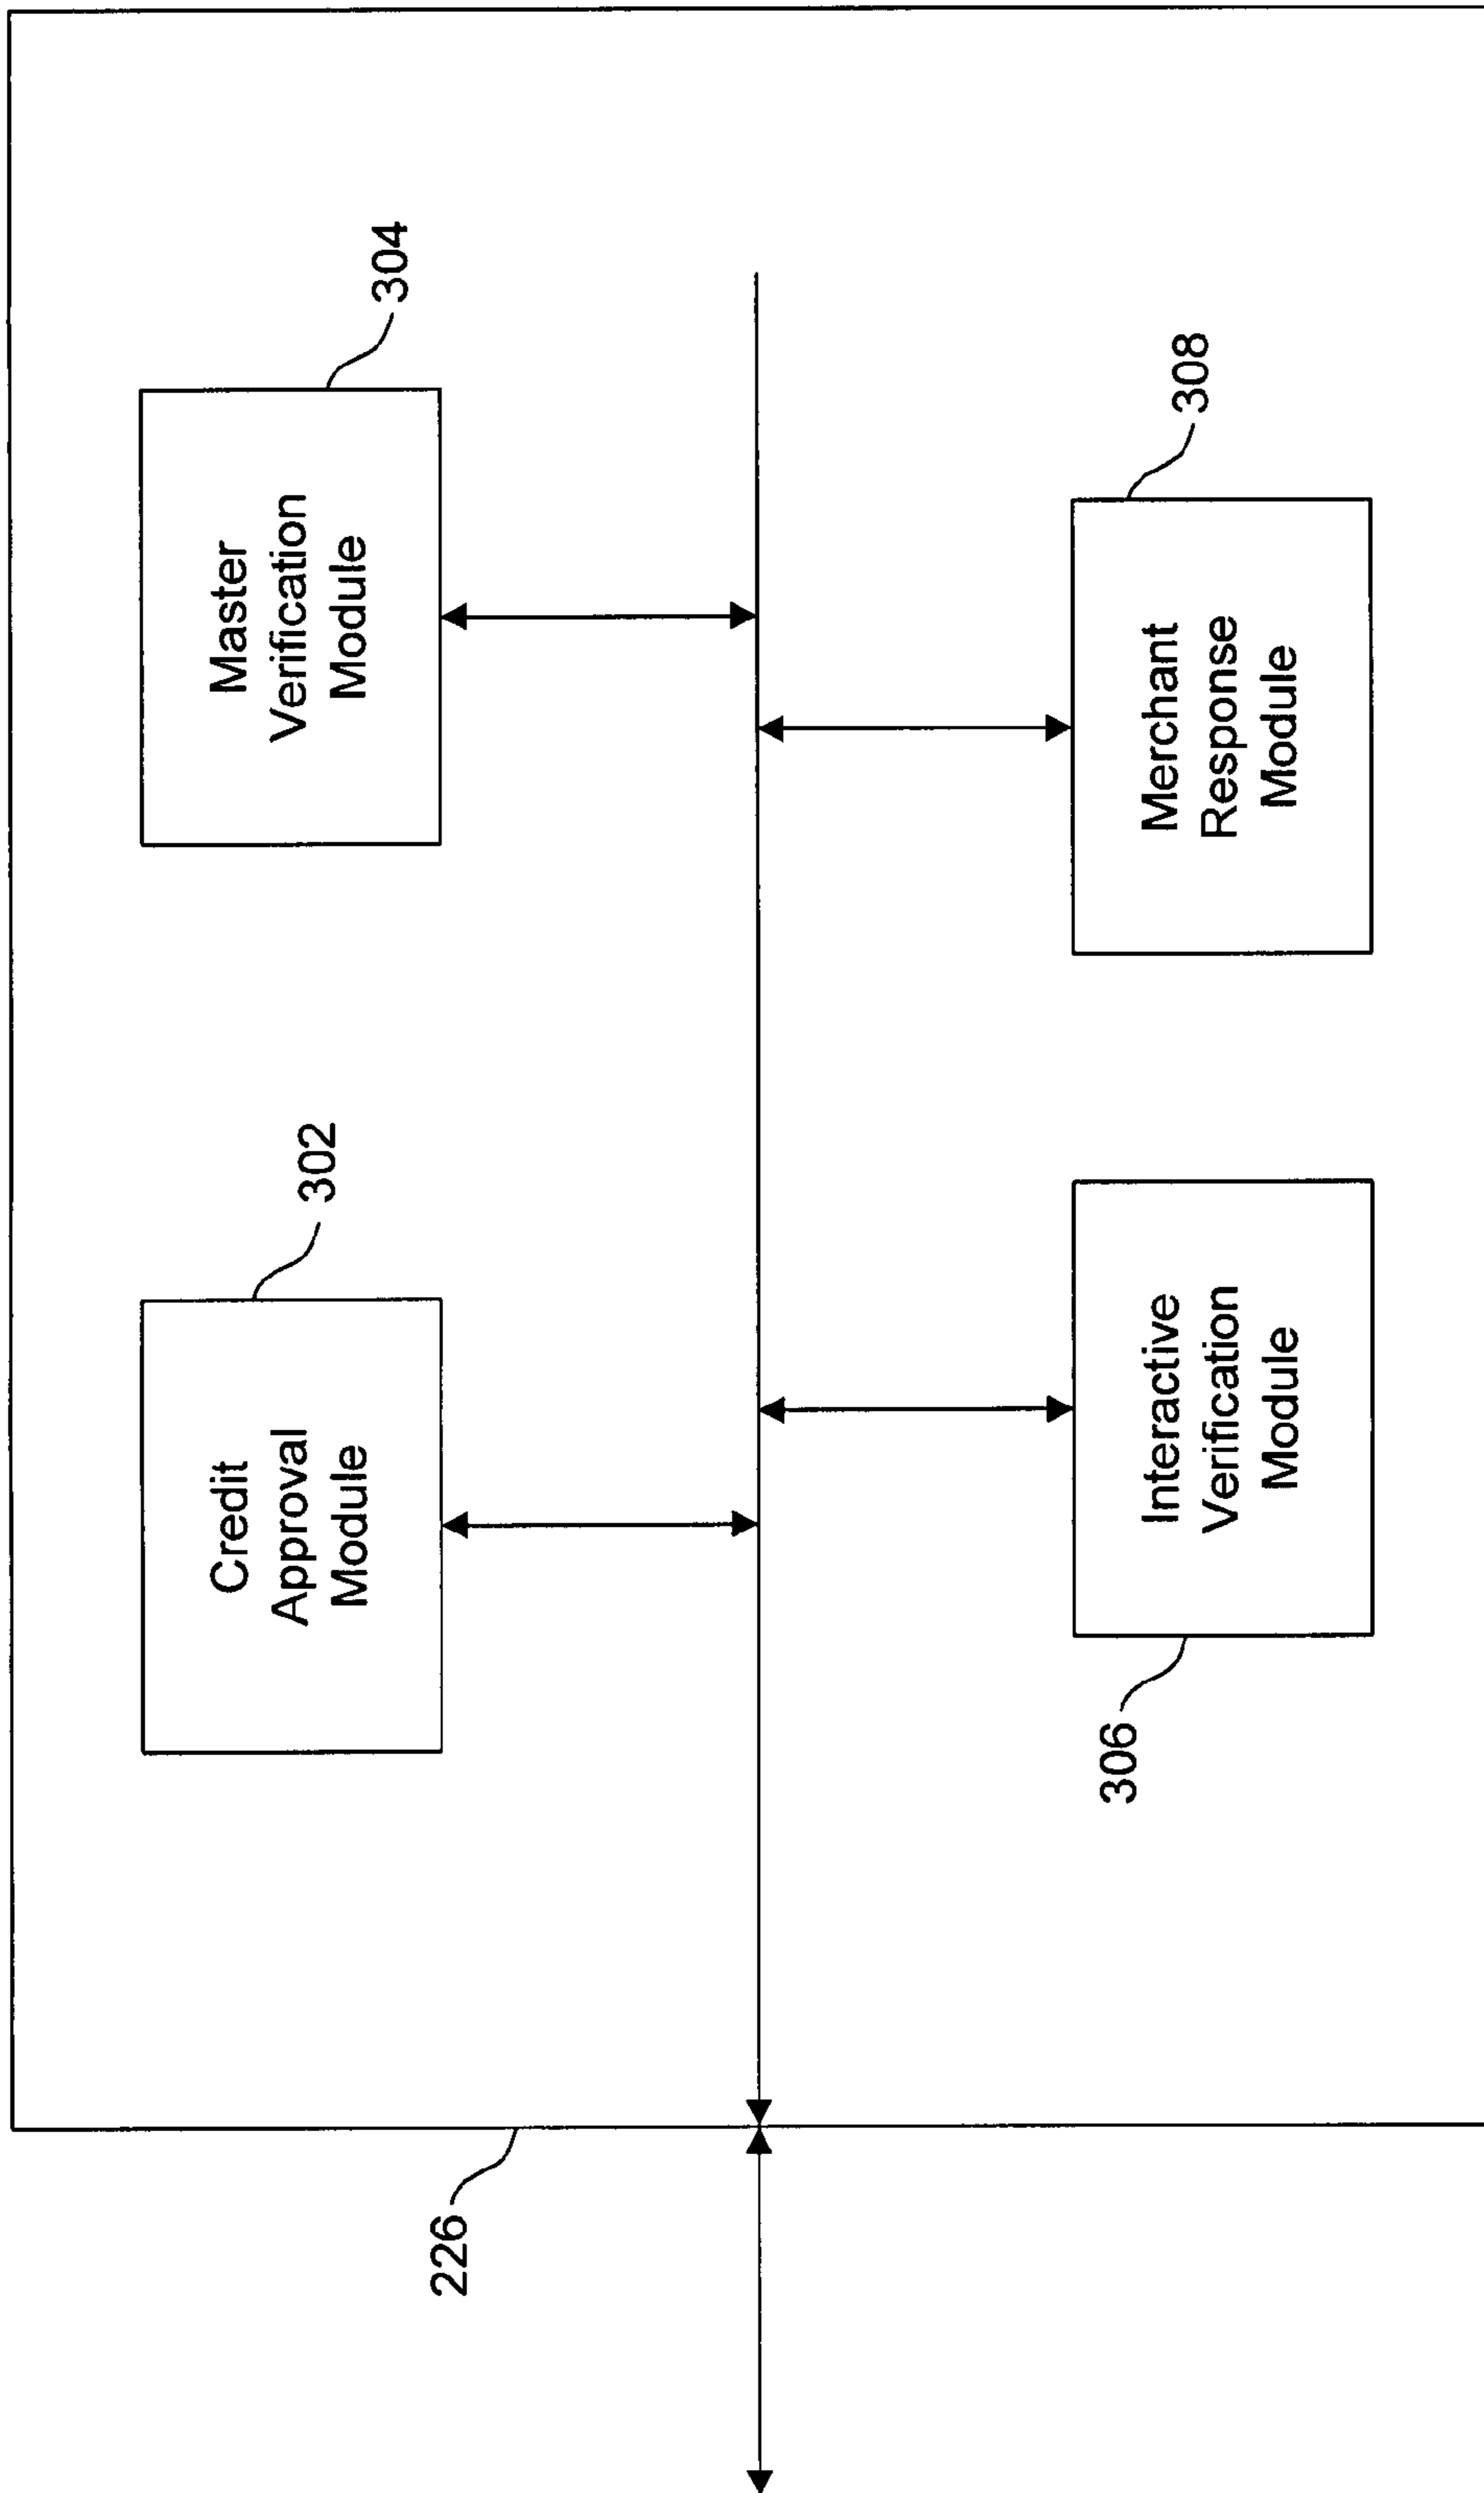 226
Credit
Approval
Module
302
Master
Verification
Module
304
306
Interactive
Verification
Module
Merchant
Response
Module
308